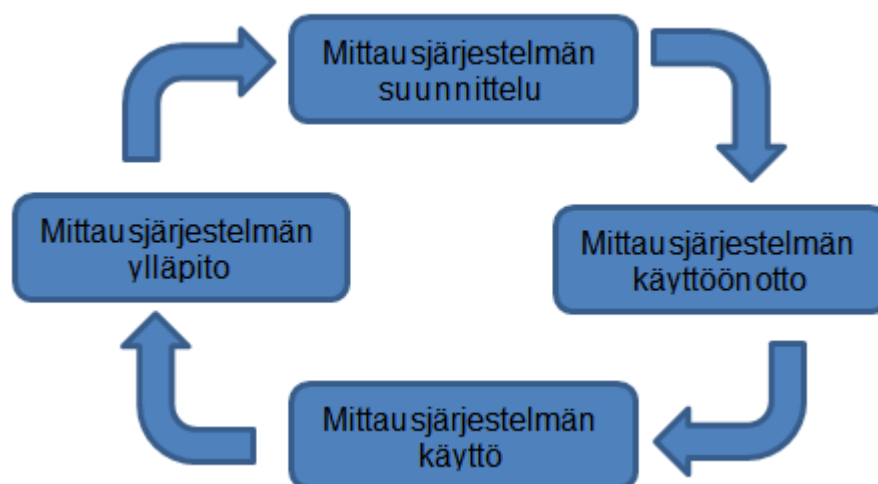 Mittausjärjestelmän
suunnittelu
Mittausjärjestelmän
käyttöönotto
Mittausjärjestelmän
käyttö
Mittausjärjestelmän
ylläpito